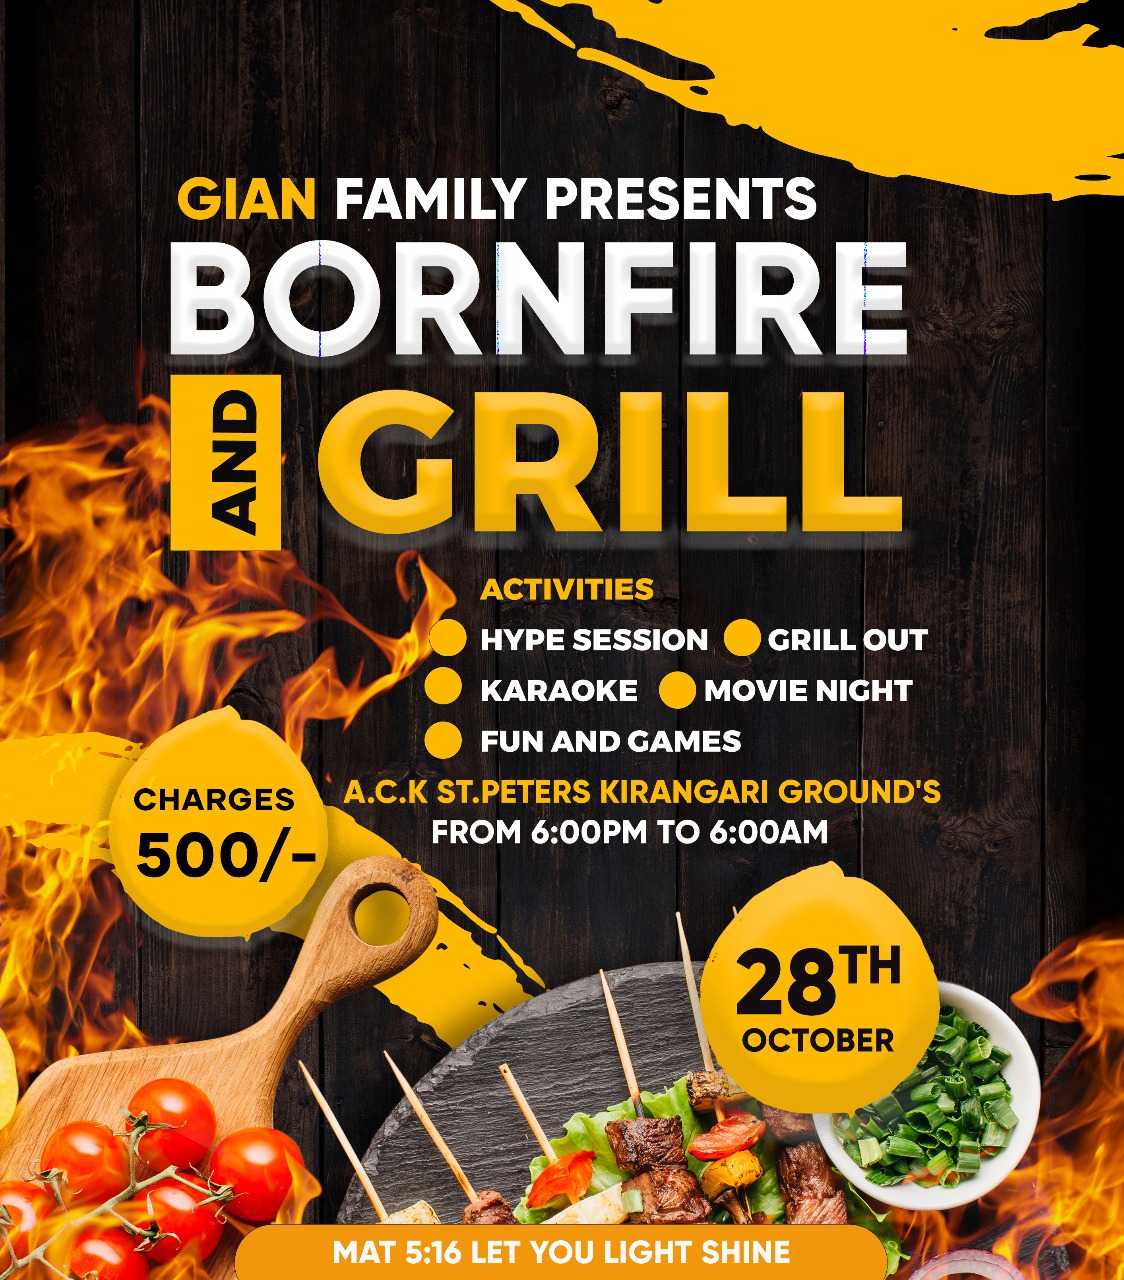 GIAN FAMILY PRESENTS
BORNFIRE
AND GRILL
ACTIVITIES
HYPE SESSION GRILL OUT
KARAOKE MOVIE NIGHT
FUN AND GAMES
CHARGES
500/-
A.C.K ST.PETERS KIRANGARI GROUND'S
FROM 6:00PM TO 6:00AM
28TH
OCTOBER
MAT 5:16 LET YOU LIGHT SHINE